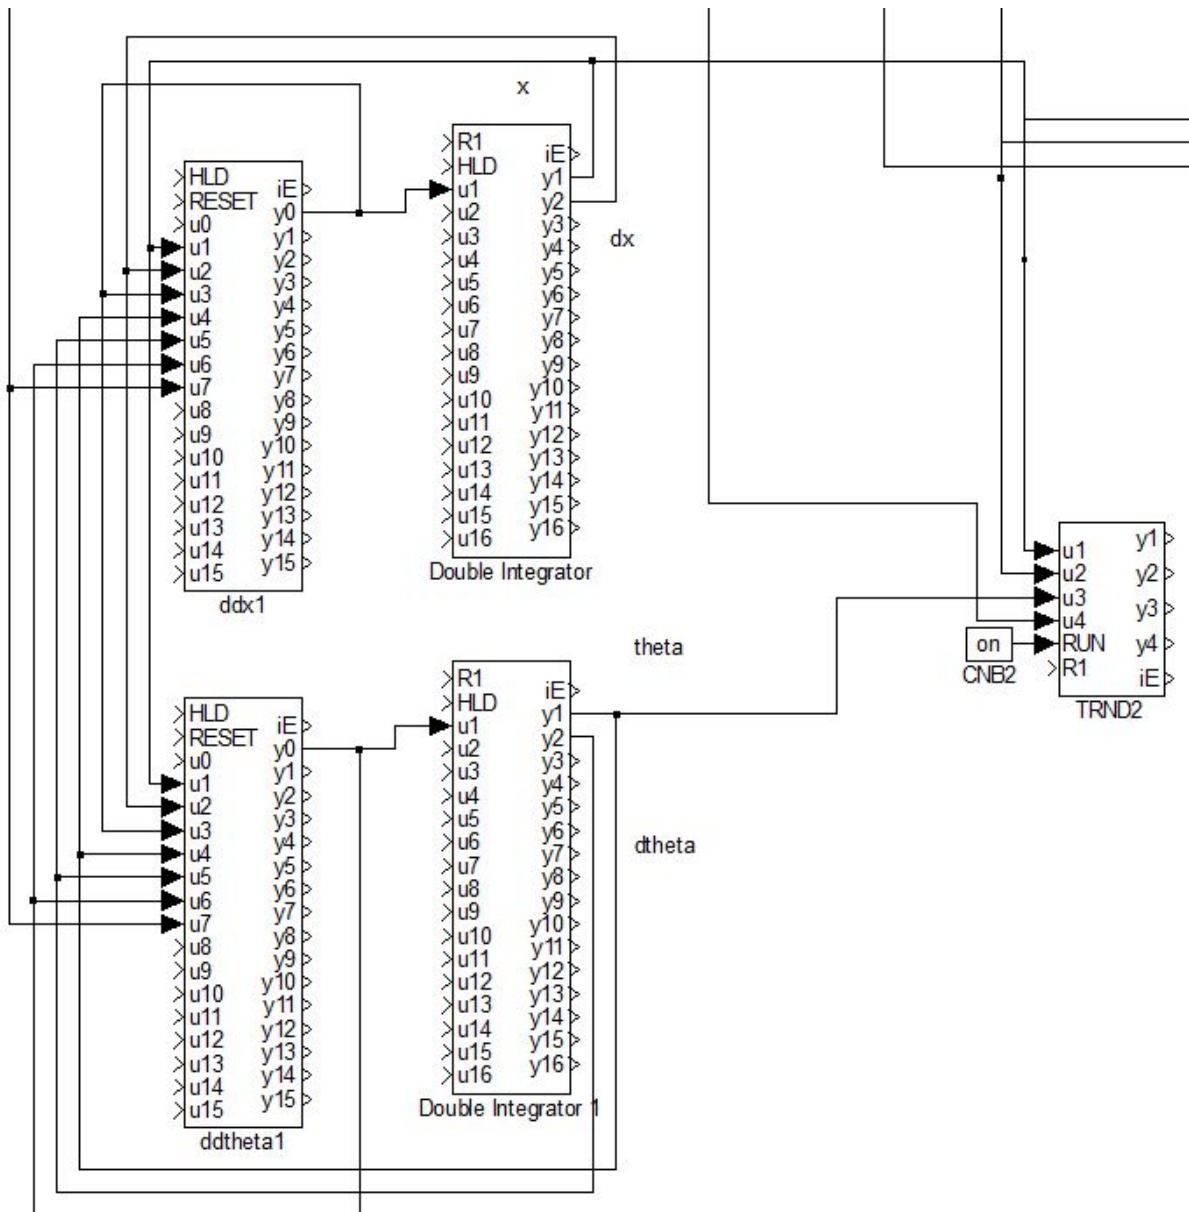 x
R1
HLD
u1
u2
u3
u4
u5
u6
u7
u8
u9
u10
u11
u12
u13
u14
u15
u16
iE
y1
y2
y3
y4
y5
y6
y7
y8
y9
y10
y11
y12
y13
y14
y15
y16
Double Integrator
dx
HLD
RESET
u0
u1
u2
u3
u4
u5
u6
u7
u8
u9
u10
u11
u12
u13
u14
u15
iE
y0
y1
y2
y3
y4
y5
y6
y7
y8
y9
y10
y11
y12
y13
y14
y15
ddx1
u1
u2
u3
u4
RUN
R1
y1
y2
y3
y4
iE
TRND2
on
CNB2
theta
R1
HLD
u1
u2
u3
u4
u5
u6
u7
u8
u9
u10
u11
u12
u13
u14
u15
u16
iE
y1
y2
y3
y4
y5
y6
y7
y8
y9
y10
y11
y12
y13
y14
y15
y16
Double Integrator 1
dtheta
HLD
RESET
u0
u1
u2
u3
u4
u5
u6
u7
u8
u9
u10
u11
u12
u13
u14
u15
iE
y0
y1
y2
y3
y4
y5
y6
y7
y8
y9
y10
y11
y12
y13
y14
y15
ddtheta1